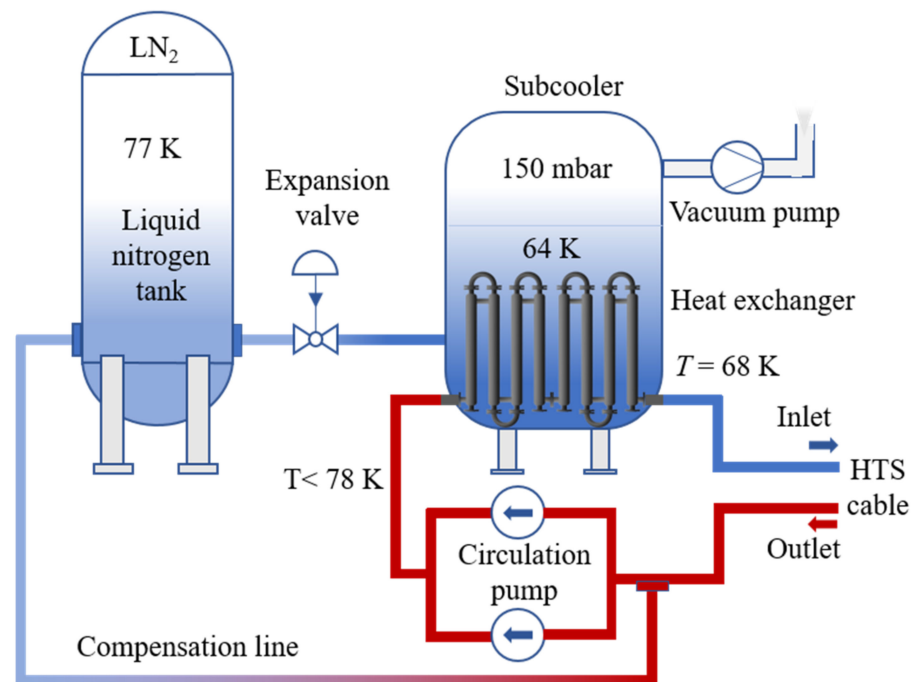 LN₂
77 K
Liquid
nitrogen
tank
Expansion
valve
Subcooler
150 mbar
64 K
Vacuum pump
Heat exchanger
T = 68 K
Inlet
HTS
cable
Outlet
T< 78 K
Circulation
pump
Compensation line